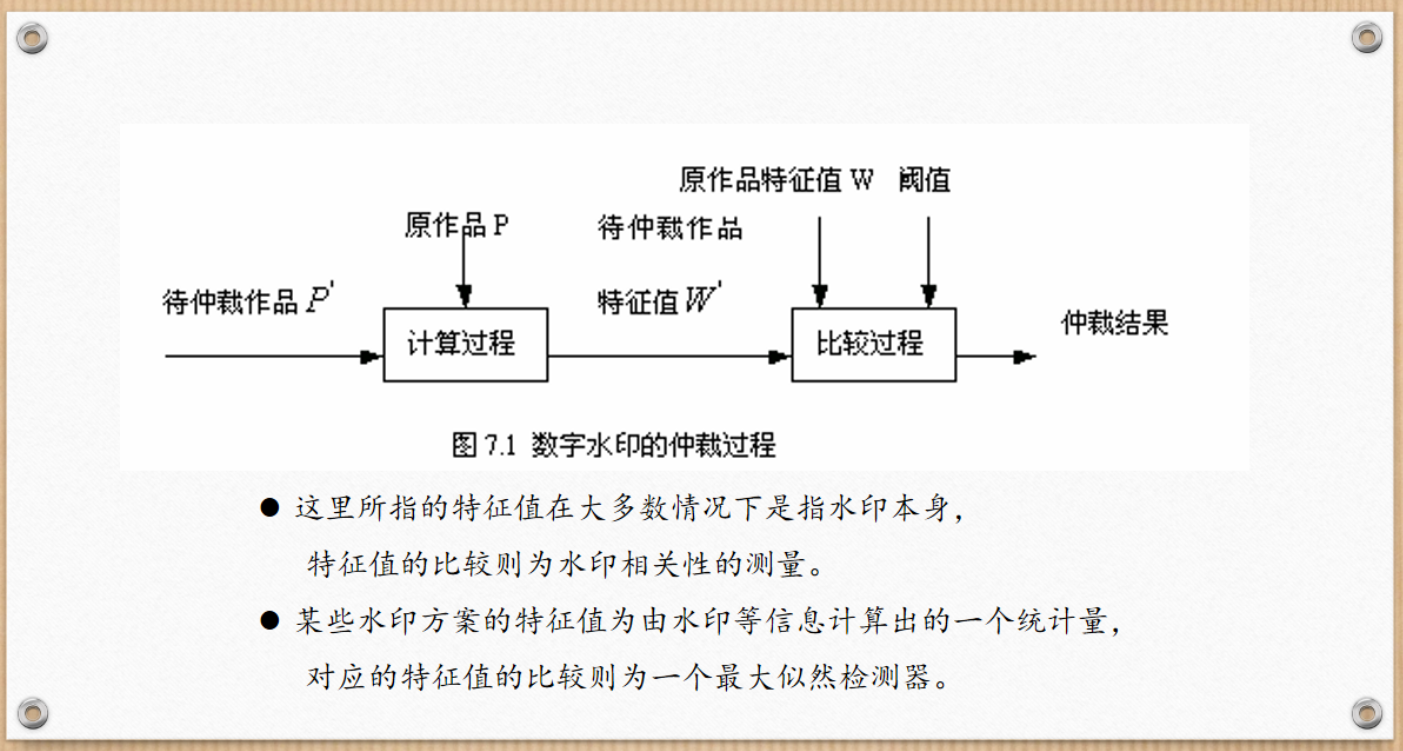 原作品特征值 W 阈值
原作品 P 待仲裁作品
待仲裁作品 P' 特征值 W'
仲裁结果
计算过程 比较过程
图 7.1 数字水印的仲裁过程
● 这里所指的特征值在大多数情况下是指水印本身，
特征值的比较则为水印相关性的测量。
● 某些水印方案的特征值为由水印等信息计算出的一个统计量，
对应的特征值的比较则为一个最大似然检测器。